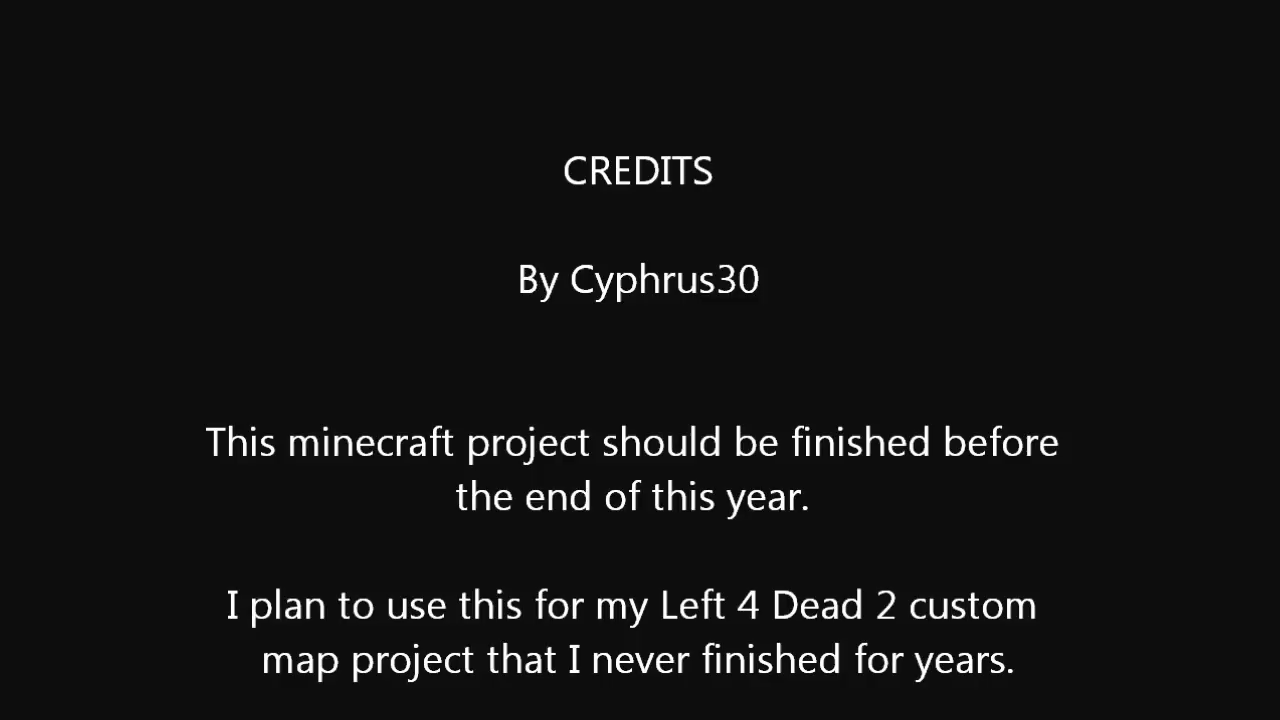 CREDITS
By Cyphrus30
This minecraft project should be finished before
the end of this year.
I plan to use this for my Left 4 Dead 2 custom
map project that I never finished for years.